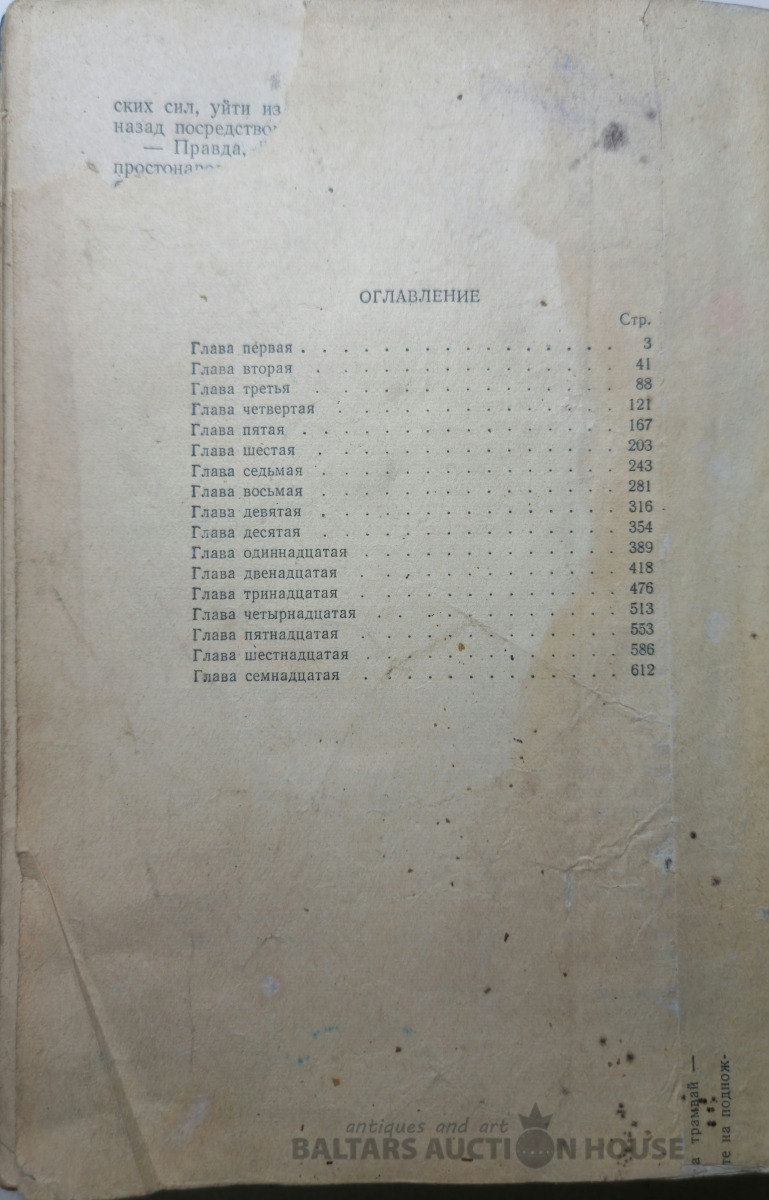 ских сил, уйти из
назад
— Правда,
ОГЛАВЛЕНИЕ
Стр.
Глава первая . . . . . . . . . . . . . . . . 3
Глава вторая . . . . . . . . . . . . . . . 41
Глава третья . . . . . . . . . . . . . . . 88
Глава четвертая . . . . . . . . . . . . . . 121
Глава пятая . . . . . . . . . . . . . . . . 167
Глава шестая . . . . . . . . . . . . . . . 203
Глава седьмая . . . . . . . . . . . . . . . 243
Глава восьмая . . . . . . . . . . . . . . . 281
Глава девятая . . . . . . . . . . . . . . . 316
Глава десятая . . . . . . . . . . . . . . . 354
Глава одиннадцатая . . . . . . . . . . . . . 389
Глава двенадцатая . . . . . . . . . . . . . 418
Глава тринадцатая . . . . . . . . . . . . . 476
Глава четырнадцатая . . . . . . . . . . . . 513
Глава пятнадцатая . . . . . . . . . . . . . 553
Глава шестнадцатая . . . . . . . . . . . . . 586
Глава семнадцатая . . . . . . . . . . . . . 612
а трамвай —
те на поднож-
antiques and art
BALTARS AUCTION HOUSE